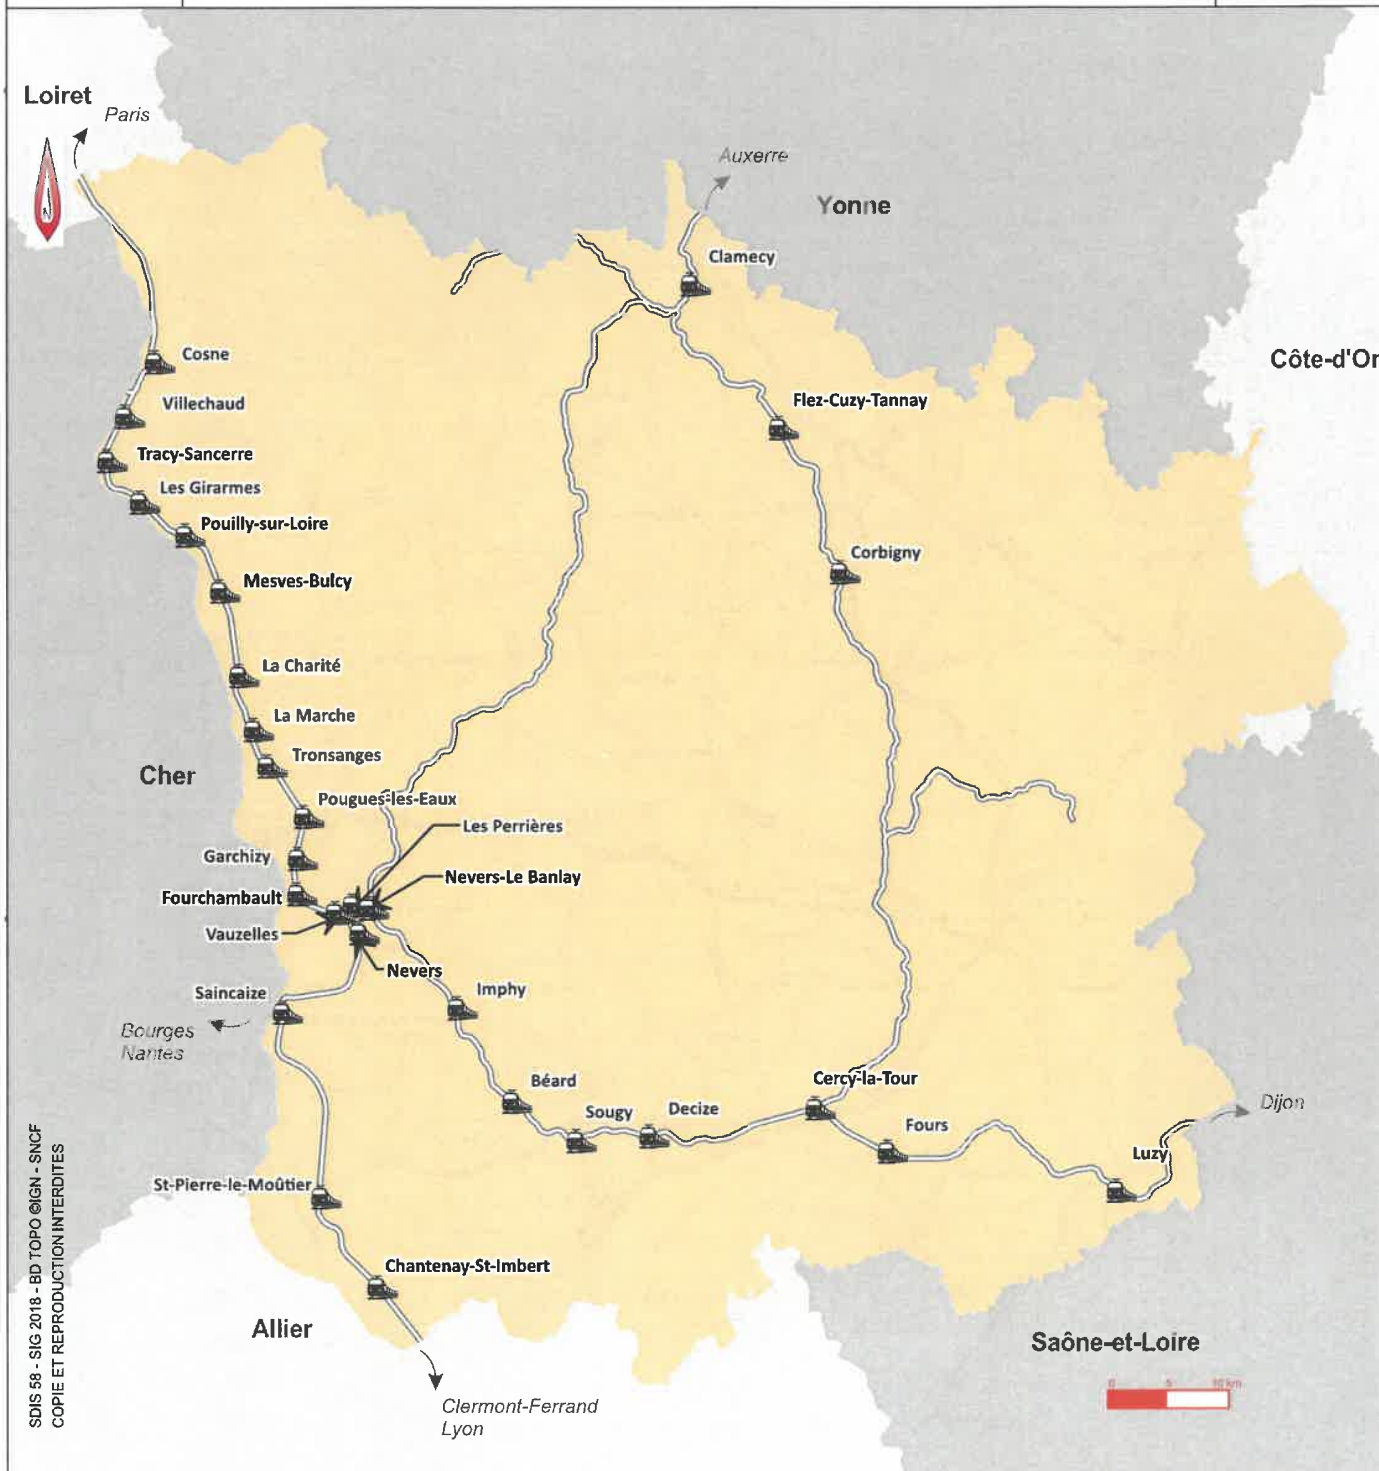 Loiret
Paris
N
Auxerre
Yonne
Clamecy
Côte-d'Or
Cosne
Villechaud
Flez-Cuzy-Tannay
Tracy-Sancerre
Les Girarmes
Pouilly-sur-Loire
Corbigny
Mesves-Bulcy
La Charité
La Marche
Tronsanges
Cher
Pougues-les-Eaux
Les Perrières
Garchizy
Nevers-Le Banlay
Fourchambault
Vauzelles
Nevers
Imphy
Saincaize
Bourges
Nantes
Cercy-la-Tour
Béard
Sougy
Decize
Dijon
Fours
Luzy
St-Pierre-le-Moûtier
Chantenay-St-Imbert
Allier
Saône-et-Loire
0 5 10 km
Clermont-Ferrand
Lyon
SDIS 58 - SIG 2018 - BD TOPO ©IGN - SNCF
COPIE ET REPRODUCTION INTERDITES